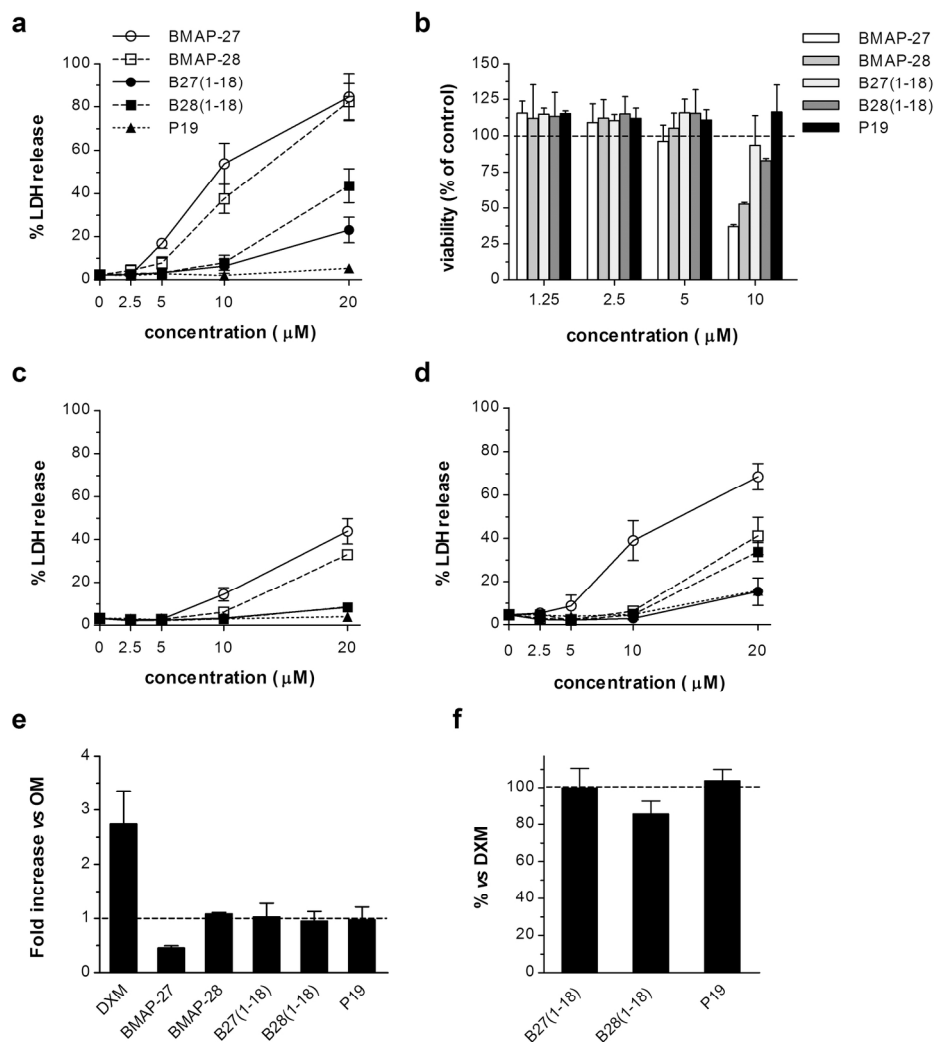 a
BMAP-27
BMAP-28
B27(1-18)
B28(1-18)
P19
% LDH release
100
80
60
40
20
0
0 2.5 5 10 20
concentration ( μM)
b
BMAP-27
BMAP-28
B27(1-18)
B28(1-18)
P19
viability (% of control)
150
125
100
75
50
25
0
1.25 2.5 5 10
concentration ( μM)
c
% LDH release
100
80
60
40
20
0
0 2.5 5 10 20
concentration ( μM)
d
% LDH release
100
80
60
40
20
0
0 2.5 5 10 20
concentration ( μM)
e
Fold increase vs OM
4
3
2
1
0
DXM
BMAP-27
BMAP-28
B27(1-18)
B28(1-18)
P19
f
% vs DXM
100
80
60
40
20
0
B27(1-18)
B28(1-18)
P19